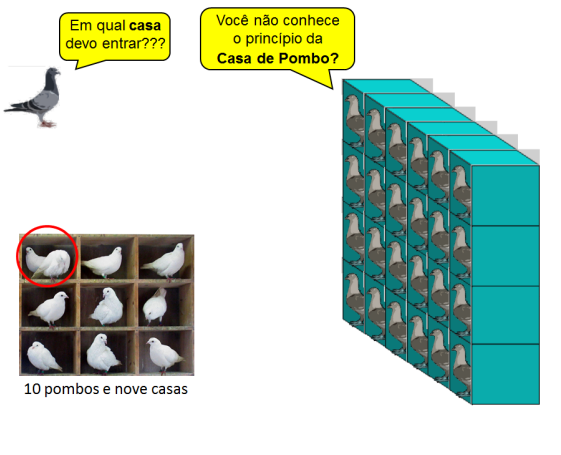 Em qual casa
devo entrar???
Você não conhece
o princípio da
Casa de Pombo?
10 pombos e nove casas